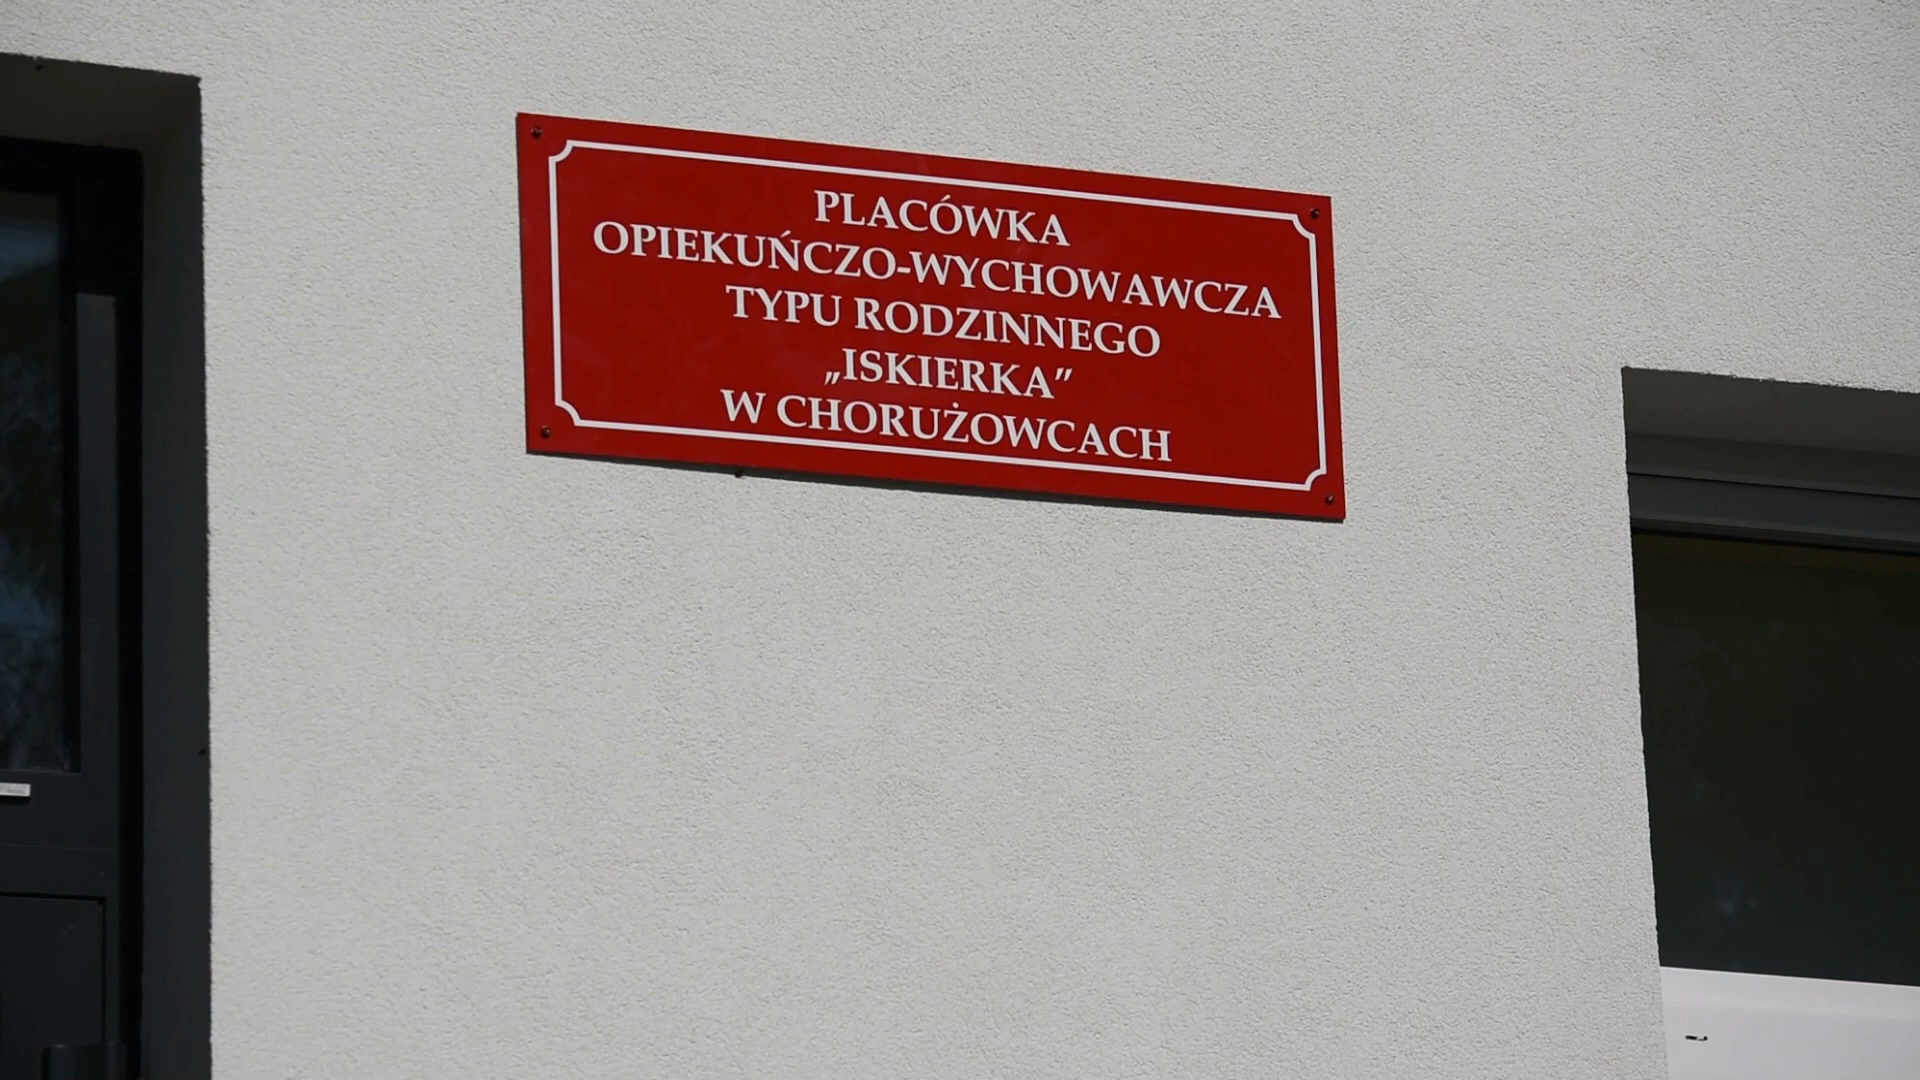 PLACÓWKA
OPIEKUŃCZO-WYCHOWAWCZA
TYPU RODZINNEGO
„ISKIERKA”
W CHORUŻOWCACH